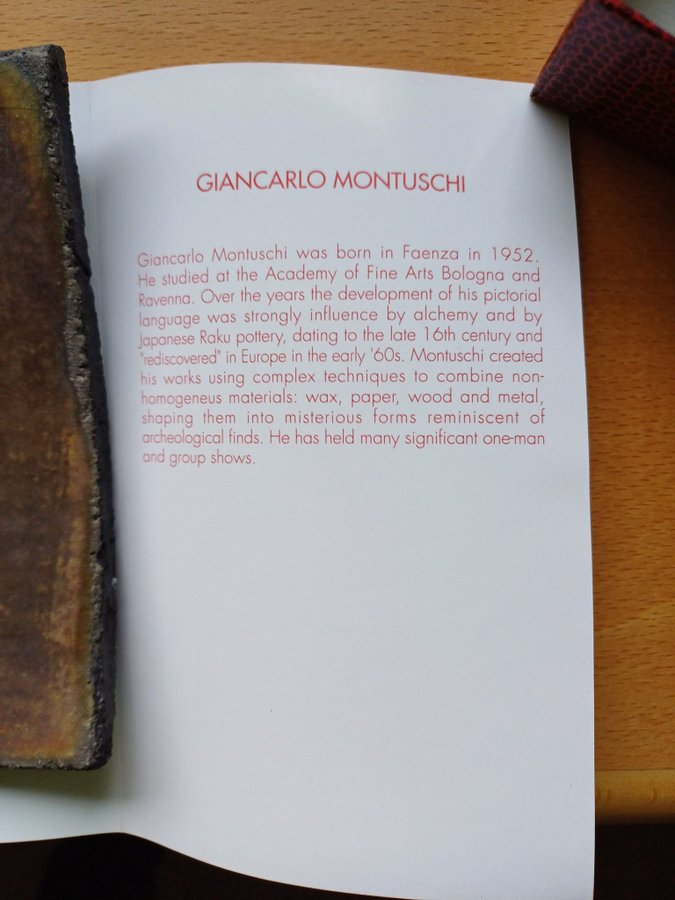 GIANCARLO MONTUSCHI
Giancarlo Montuschi was born in Faenza in 1952.
He studied at the Academy of Fine Arts Bologna and
Ravenna. Over the years the development of his pictorial
language was strongly influence by alchemy and by
Japanese Raku pottery, dating to the late 16th century and
"rediscovered" in Europe in the early '60s. Montuschi created
his works using complex techniques to combine non-
homogeneus materials: wax, paper, wood and metal,
shaping them into misterious forms reminiscent of
archeological finds. He has held many significant one-man
and group shows.